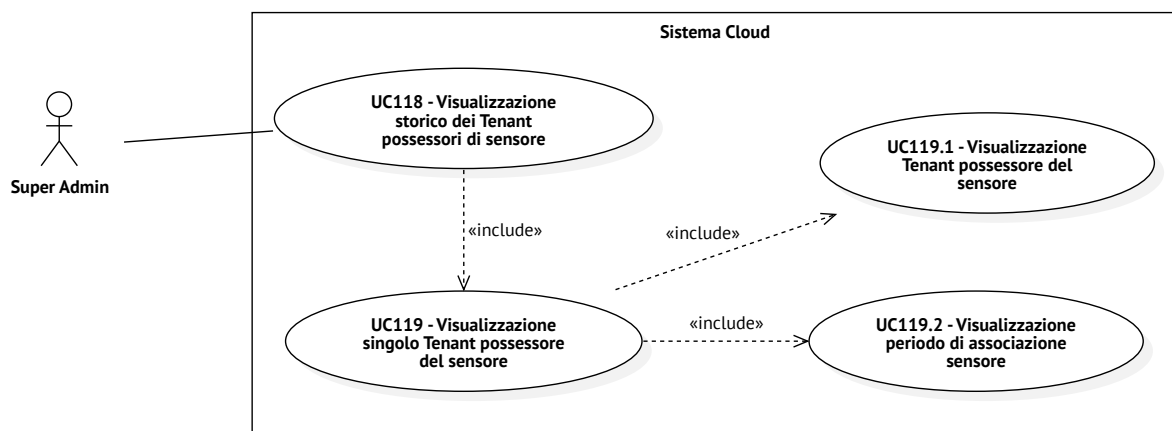 Sistema Cloud
UC118 - Visualizzazione
storico dei Tenant
possessori di sensore
Super Admin
UC119.1 - Visualizzazione
Tenant possessore del
sensore
«include»
«include»
UC119 - Visualizzazione
singolo Tenant possessore
del sensore
«include»
UC119.2 - Visualizzazione
periodo di associazione
sensore